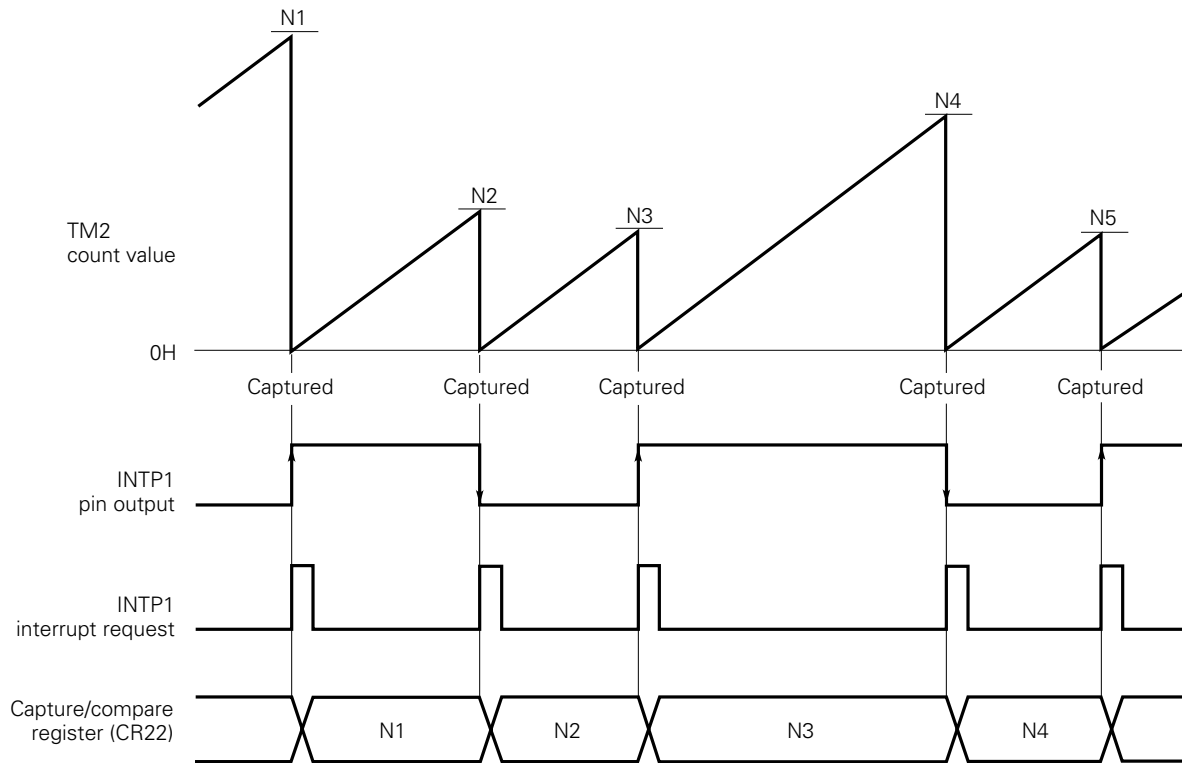 N1
N4
N2
N3
N5
TM2
count value
0H
Captured Captured Captured Captured Captured
INTP1
pin output
INTP1
interrupt request
Capture/compare
register (CR22)
N1 N2 N3 N4